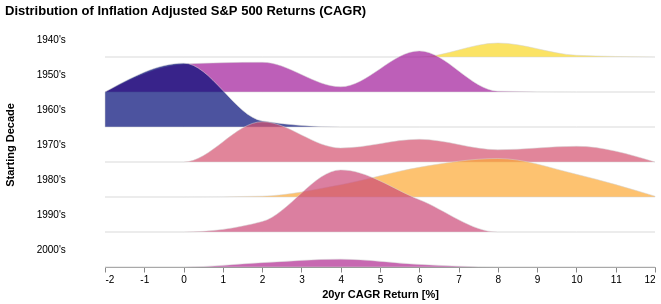 Distribution of Inflation Adjusted S&P 500 Returns (CAGR)
1940's
1950's
1960's
1970's
1980's
1990's
2000's
Starting Decade
-2 -1 0 1 2 3 4 5 6 7 8 9 10 11 12
20yr CAGR Return [%]